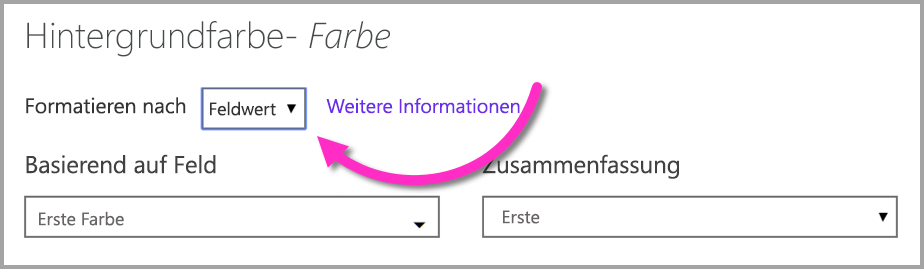 Hintergrundfarbe- Farbe
Formatieren nach Feldwert Weitere Informationen
Basierend auf Feld Zusammenfassung
Erste Farbe Erste